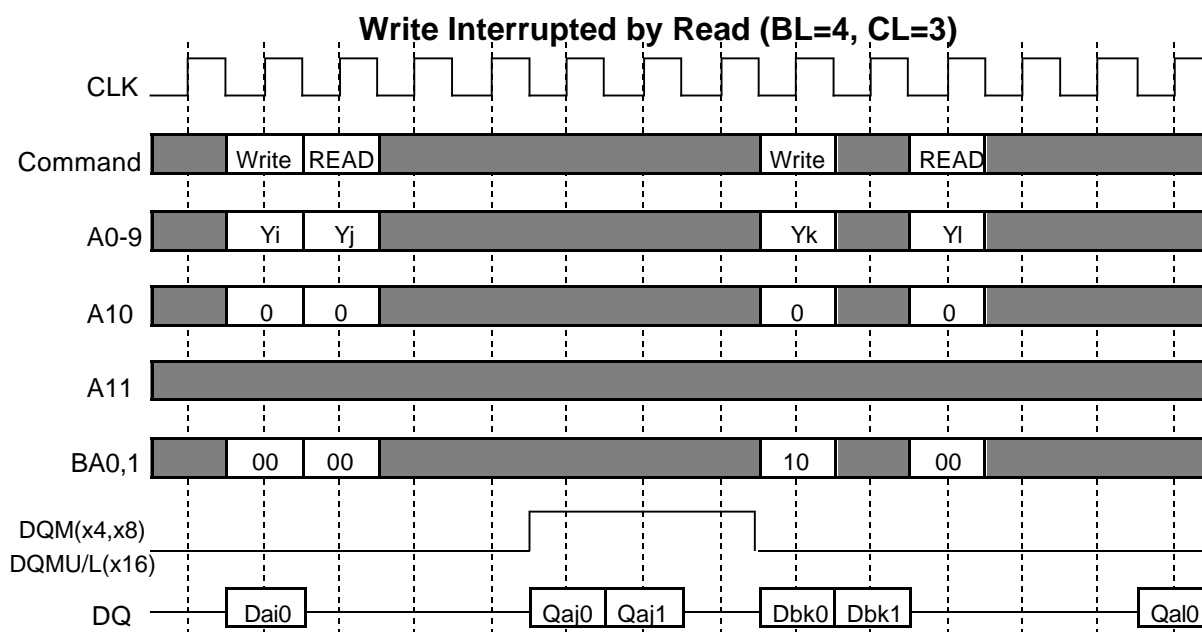 Write Interrupted by Read (BL=4, CL=3)
CLK
Command Write READ Write READ
A0-9 Yi Yj Yk Yl
A10 0 0 0 0
A11
BA0,1 00 00 10 00
DQM(x4,x8)
DQMU/L(x16)
DQ Dai0 Qaj0 Qaj1 Dbk0 Dbk1 Qal0